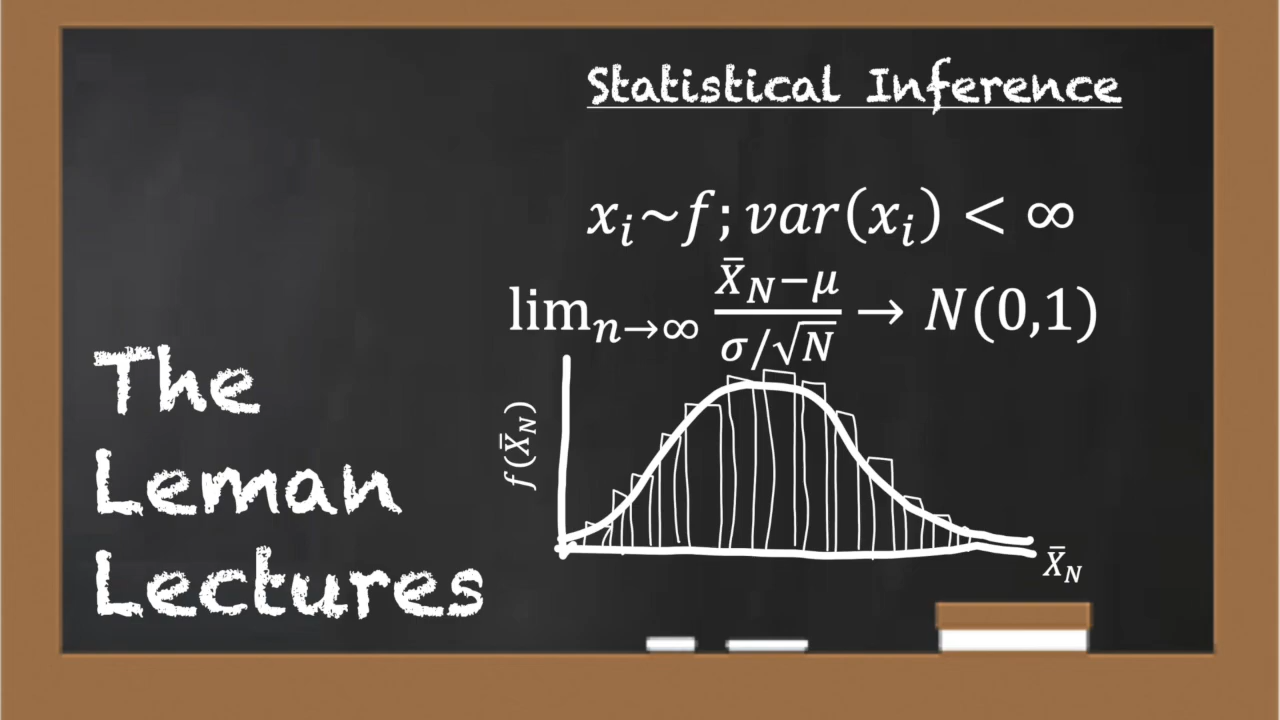 Statistical Inference
x_i~f; var(x_i) < ∞
lim_{n→∞} (X̄_N−μ)/(σ/√N) → N(0,1)
The
Leman
Lectures
f(X̄_N)
X̄_N